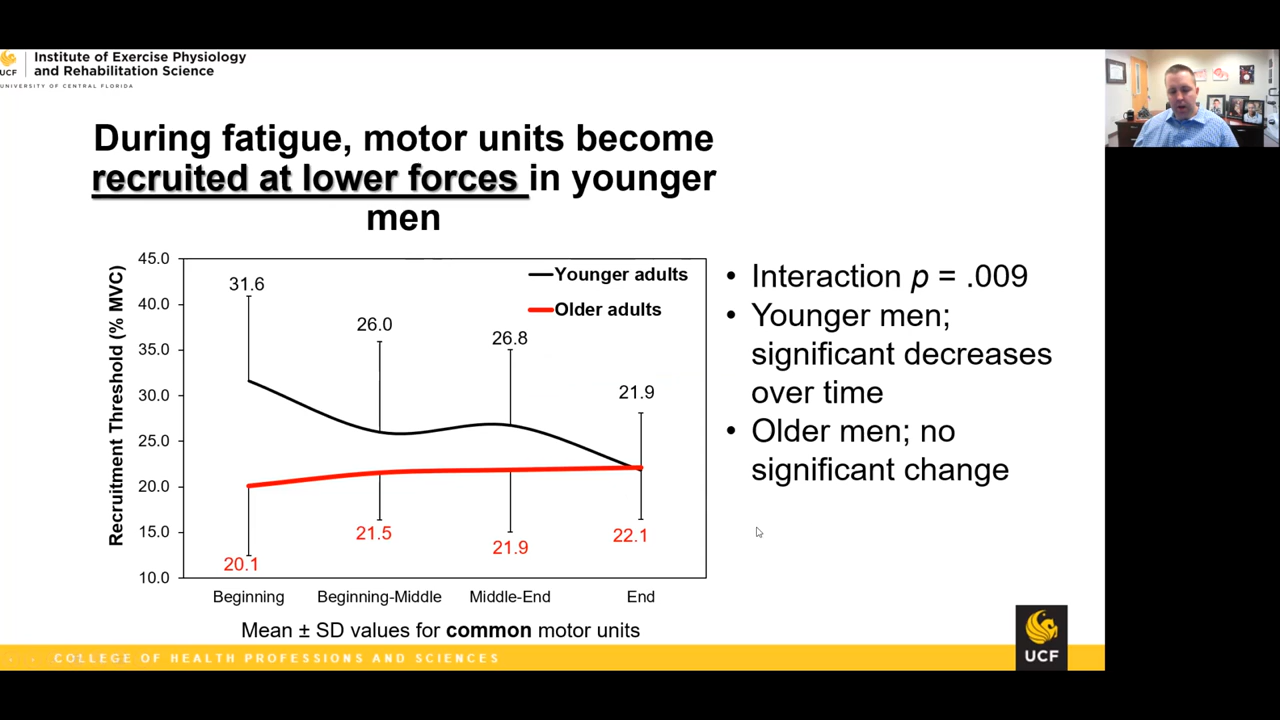 Institute of Exercise Physiology
and Rehabilitation Science
UCF
UNIVERSITY OF CENTRAL FLORIDA
During fatigue, motor units become
recruited at lower forces in younger
men
Recruitment Threshold (% MVC)
45.0
40.0
35.0
30.0
25.0
20.0
15.0
10.0
Younger adults
Older adults
31.6
26.0
26.8
21.9
20.1
21.5
21.9
22.1
Beginning
Beginning-Middle
Middle-End
End
Mean ± SD values for common motor units
• Interaction p = .009
• Younger men;
significant decreases
over time
• Older men; no
significant change
COLLEGE OF HEALTH PROFESSIONS AND SCIENCES
UCF